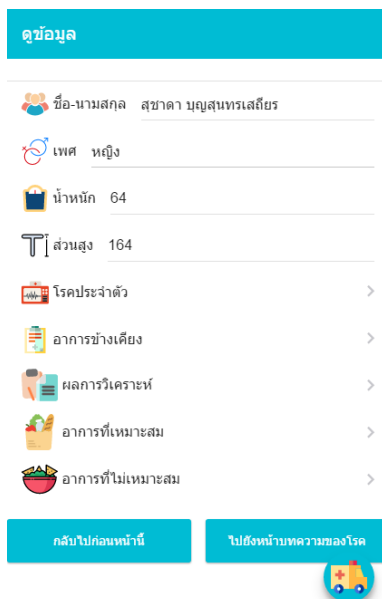 ดูข้อมูล
ชื่อ-นามสกุล สุชาดา บุญสุนทรเสถียร
เพศ หญิง
น้ำหนัก 64
ส่วนสูง 164
โรคประจำตัว
อาการข้างเคียง
ผลการวิเคราะห์
อาการที่เหมาะสม
อาการที่ไม่เหมาะสม
กลับไปก่อนหน้านี้ ไปยังหน้าบทความของโรค